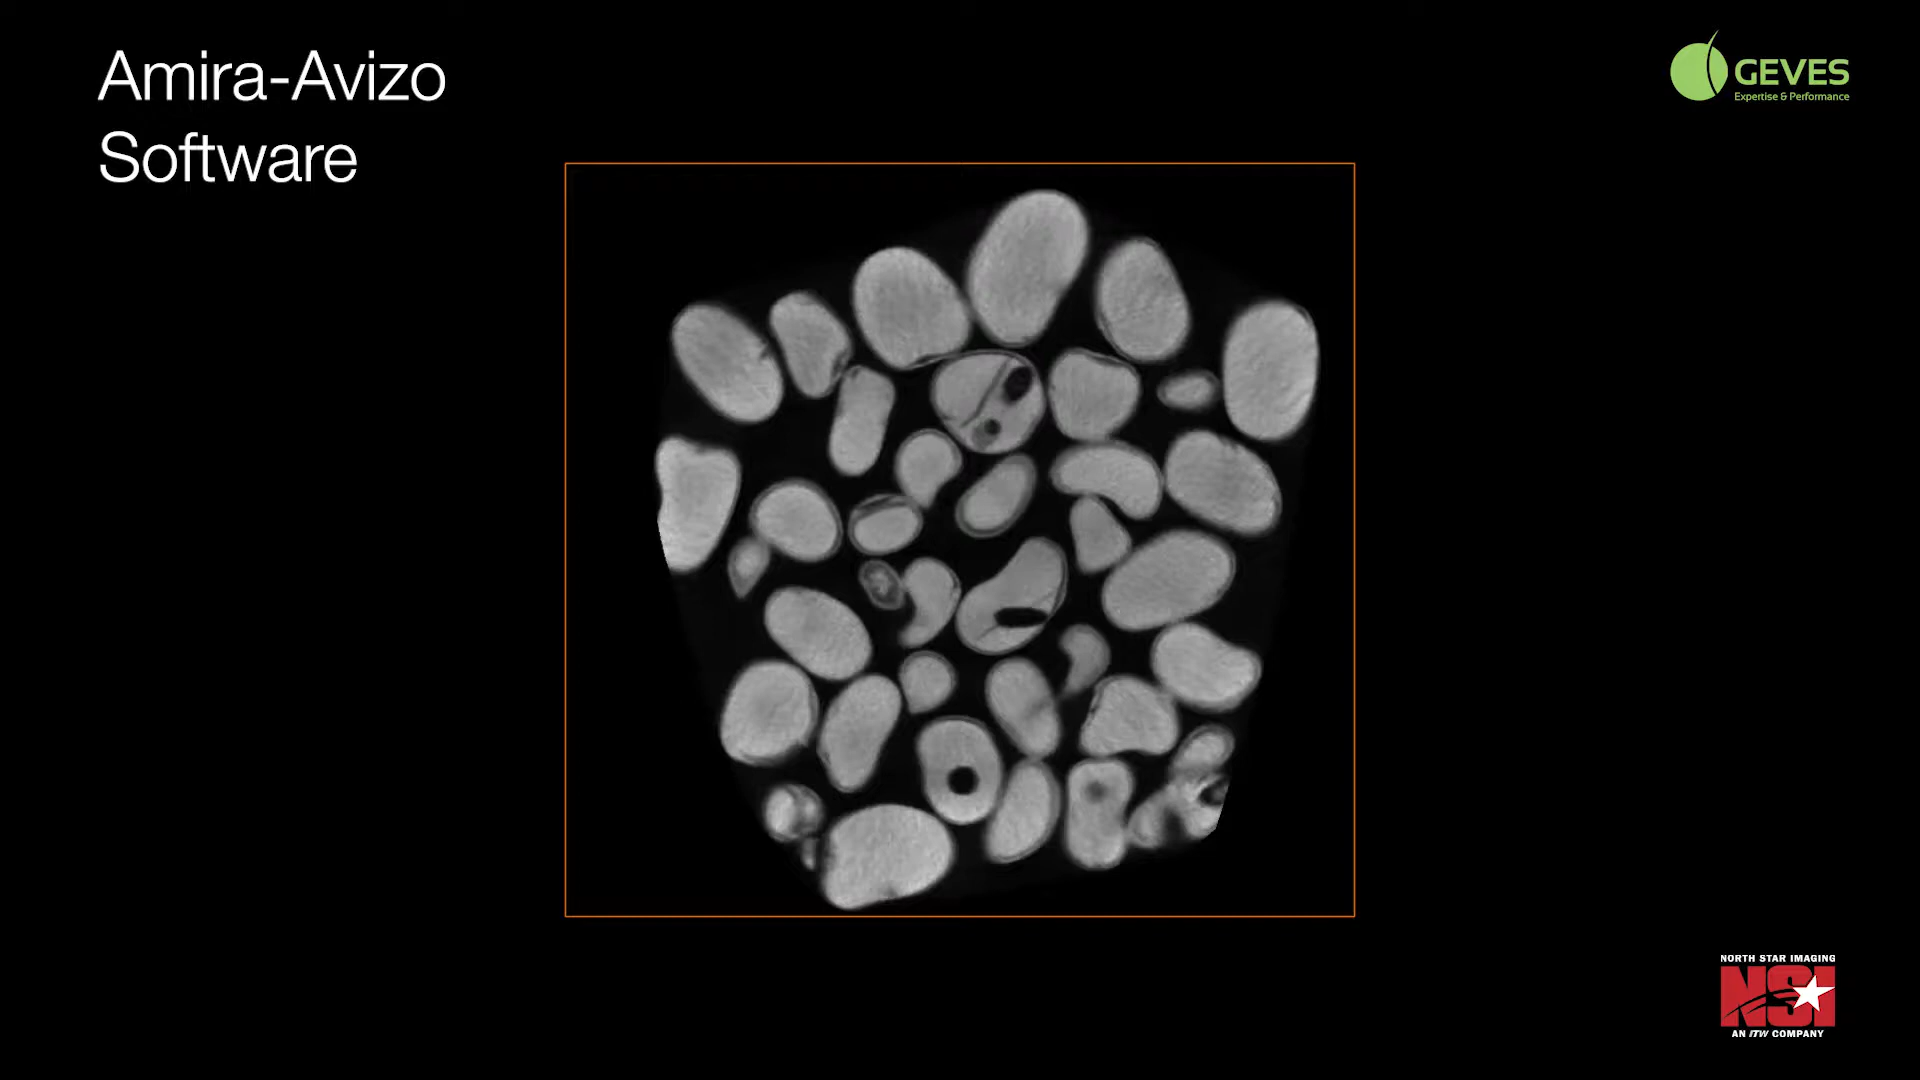 Amira-Avizo
Software
GEVES
Expertise & Performance
NORTH STAR IMAGING
NSI
AN ITW COMPANY